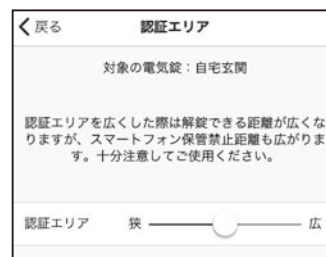 戻る 認証エリア
対象の電気錠：自宅玄関
認証エリアを広くした際は解錠できる距離が広くな
りますが、スマートフォン保管禁止距離も広がりま
す。十分注意してご使用ください。
認証エリア 狭 広